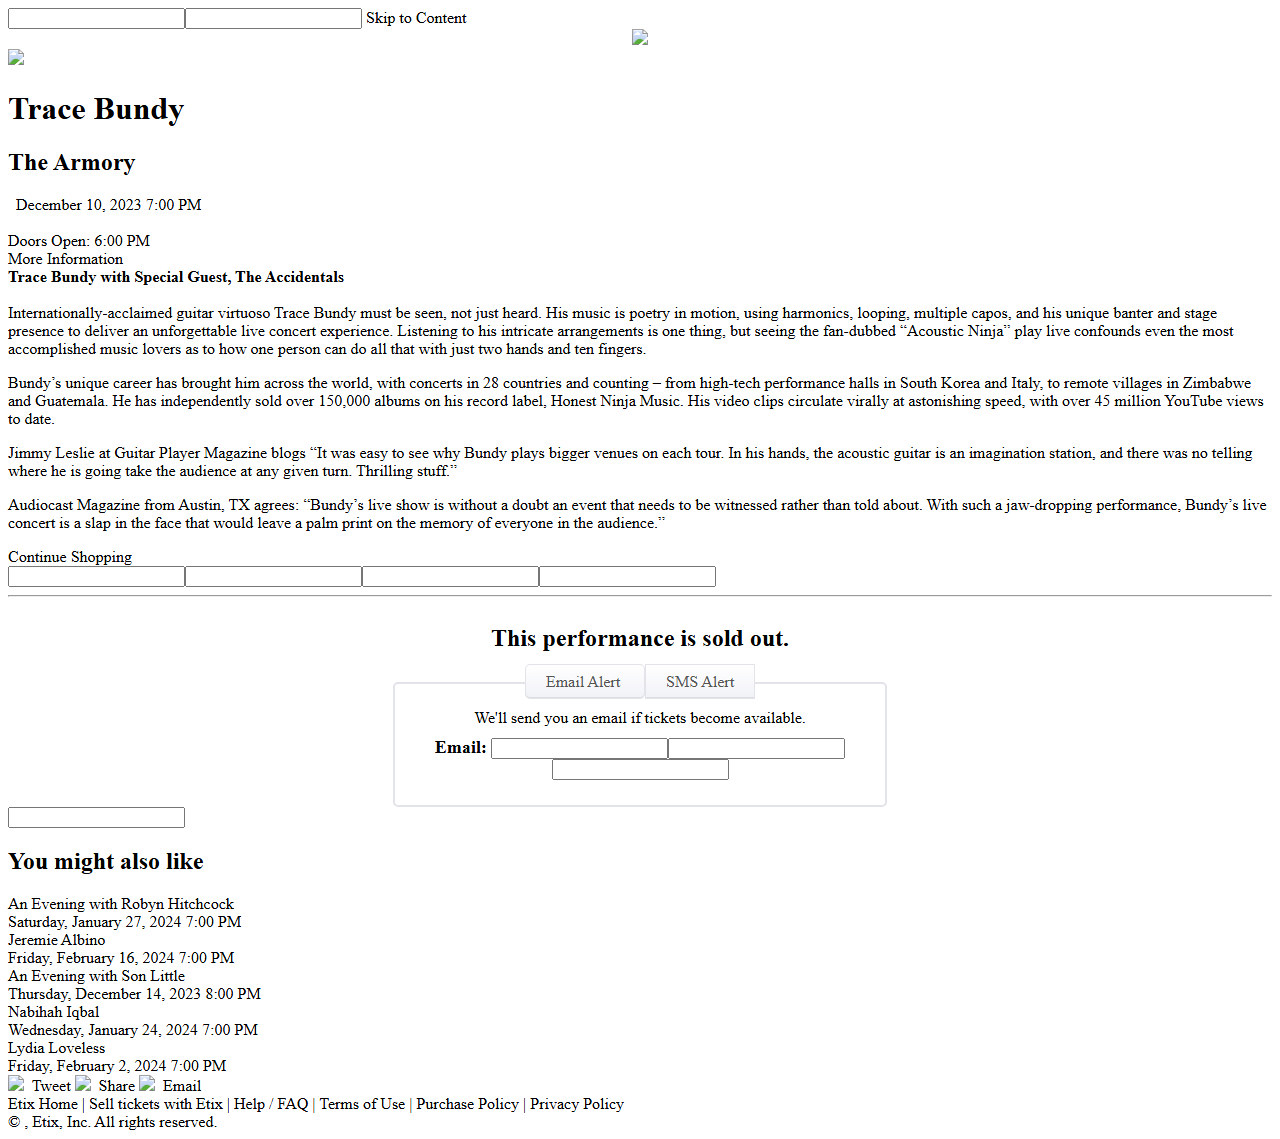 Skip to Content
Trace Bundy
The Armory
December 10, 2023 7:00 PM
Doors Open: 6:00 PM
More Information
Trace Bundy with Special Guest, The Accidentals
Internationally-acclaimed guitar virtuoso Trace Bundy must be seen, not just heard. His music is poetry in motion, using harmonics, looping, multiple capos, and his unique banter and stage
presence to deliver an unforgettable live concert experience. Listening to his intricate arrangements is one thing, but seeing the fan-dubbed “Acoustic Ninja” play live confounds even the most
accomplished music lovers as to how one person can do all that with just two hands and ten fingers.
Bundy’s unique career has brought him across the world, with concerts in 28 countries and counting – from high-tech performance halls in South Korea and Italy, to remote villages in Zimbabwe
and Guatemala. He has independently sold over 150,000 albums on his record label, Honest Ninja Music. His video clips circulate virally at astonishing speed, with over 45 million YouTube views
to date.
Jimmy Leslie at Guitar Player Magazine blogs “It was easy to see why Bundy plays bigger venues on each tour. In his hands, the acoustic guitar is an imagination station, and there was no telling
where he is going take the audience at any given turn. Thrilling stuff.”
Audiocast Magazine from Austin, TX agrees: “Bundy’s live show is without a doubt an event that needs to be witnessed rather than told about. With such a jaw-dropping performance, Bundy’s live
concert is a slap in the face that would leave a palm print on the memory of everyone in the audience.”
Continue Shopping
This performance is sold out.
Email Alert SMS Alert
We'll send you an email if tickets become available.
Email:
You might also like
An Evening with Robyn Hitchcock
Saturday, January 27, 2024 7:00 PM
Jeremie Albino
Friday, February 16, 2024 7:00 PM
An Evening with Son Little
Thursday, December 14, 2023 8:00 PM
Nabihah Iqbal
Wednesday, January 24, 2024 7:00 PM
Lydia Loveless
Friday, February 2, 2024 7:00 PM
Tweet Share Email
Etix Home | Sell tickets with Etix | Help / FAQ | Terms of Use | Purchase Policy | Privacy Policy
© , Etix, Inc. All rights reserved.